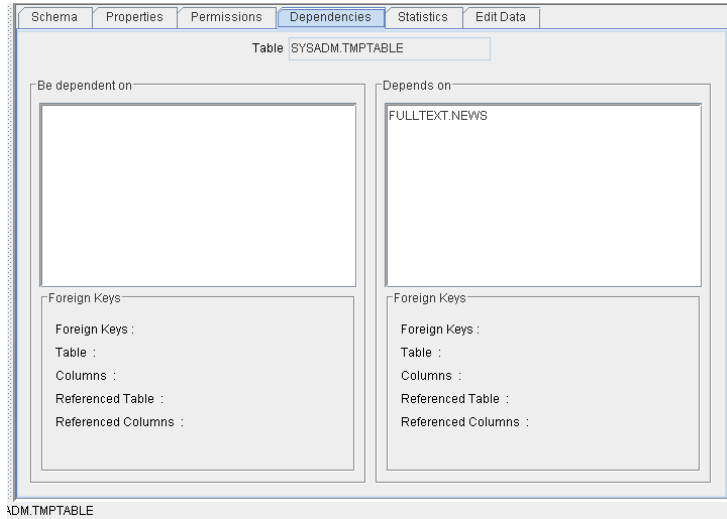 Schema Properties Permissions Dependencies Statistics Edit Data
Table SYSADM.TMPTABLE
Be dependent on
Foreign Keys
Foreign Keys :
Table :
Columns :
Referenced Table :
Referenced Columns :
Depends on
FULLTEXT.NEWS
Foreign Keys
Foreign Keys :
Table :
Columns :
Referenced Table :
Referenced Columns :
ADM.TMPTABLE